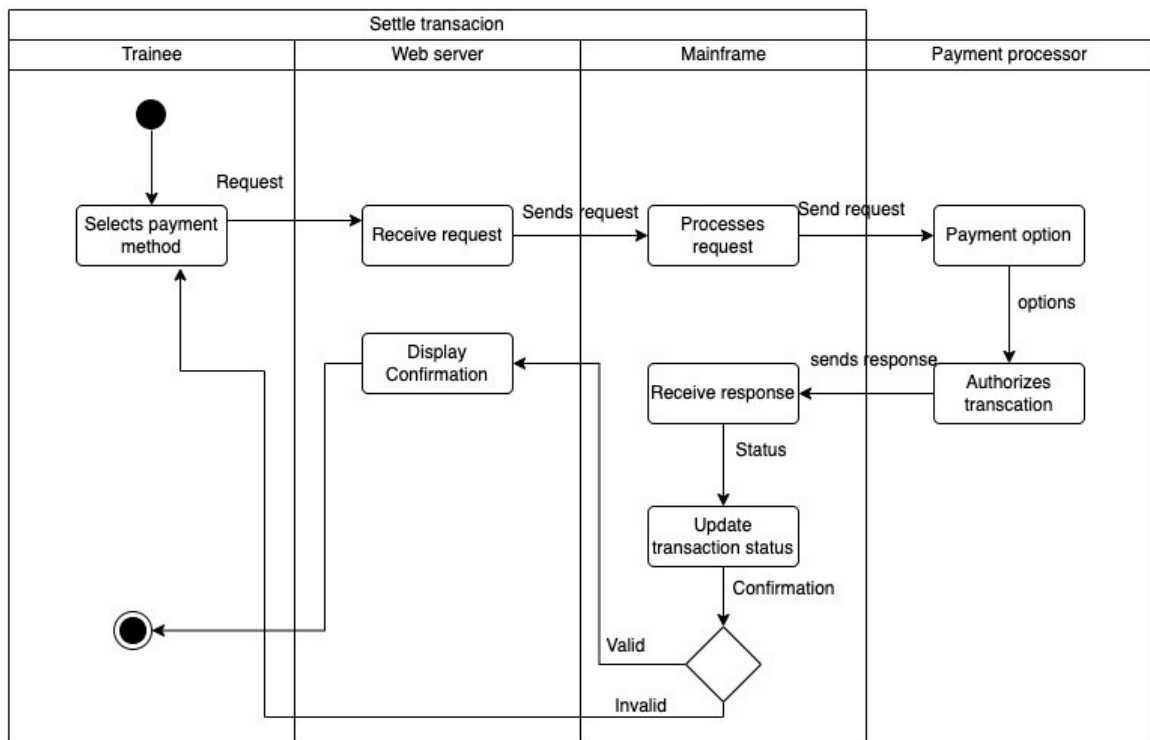 Settle transacion
Trainee
Web server
Mainframe
Payment processor
Request
Sends request
Send request
Selects payment
method
Receive request
Processes
request
Payment option
options
Display
Confirmation
sends response
Receive response
Authorizes
transcation
Status
Update
transaction status
Confirmation
Valid
Invalid